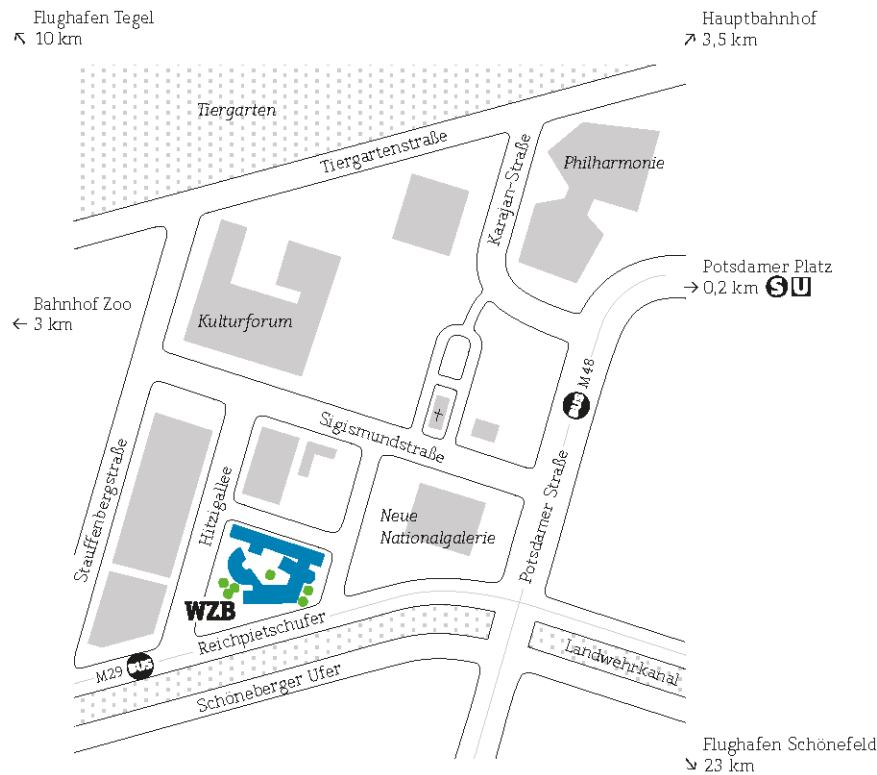 Flughafen Tegel
↖ 10 km
Hauptbahnhof
↗ 3,5 km
Tiergarten
Tiergartenstraße
Karajan-Straße
Philharmonie
Potsdamer Platz
→ 0,2 km S U
Bahnhof Zoo
← 3 km
Kulturforum
BUS M48
Sigismundstraße
Stauffenbergstraße
Hitzigallee
Neue
Nationalgalerie
Potsdamer Straße
WZB
Reichpietschufer
M29 BUS
Landwehrkanal
Schöneberger Ufer
Flughafen Schönefeld
↘ 23 km